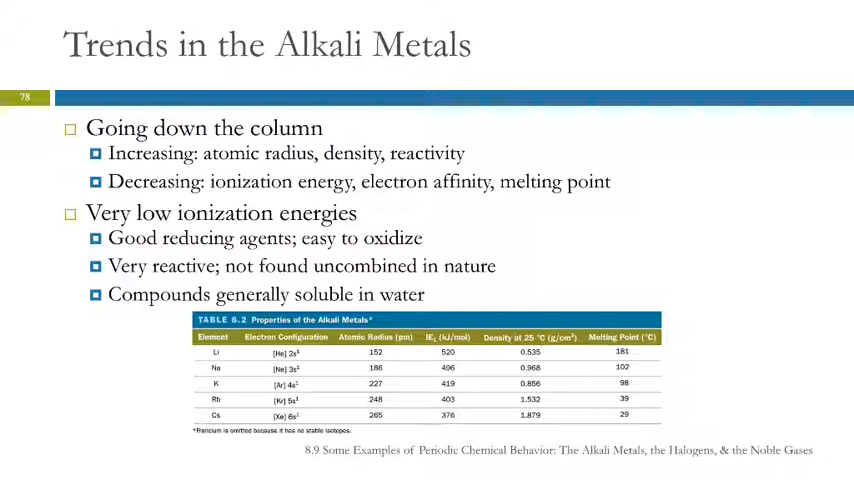 Trends in the Alkali Metals
78
Going down the column
Increasing: atomic radius, density, reactivity
Decreasing: ionization energy, electron affinity, melting point
Very low ionization energies
Good reducing agents; easy to oxidize
Very reactive; not found uncombined in nature
Compounds generally soluble in water
TABLE 8.2 Properties of the Alkali Metals*
Element Electron Configuration Atomic Radius (pm) IE₁ (kJ/mol) Density at 25 °C (g/cm³) Melting Point (°C)
Li [He] 2s¹ 152 520 0.535 181
Na [Ne] 3s¹ 186 496 0.968 102
K [Ar] 4s¹ 227 419 0.856 98
Rb [Kr] 5s¹ 248 403 1.532 39
Cs [Xe] 6s¹ 265 376 1.879 29
*Francium is omitted because it has no stable isotopes.
8.9 Some Examples of Periodic Chemical Behavior: The Alkali Metals, the Halogens, & the Noble Gases